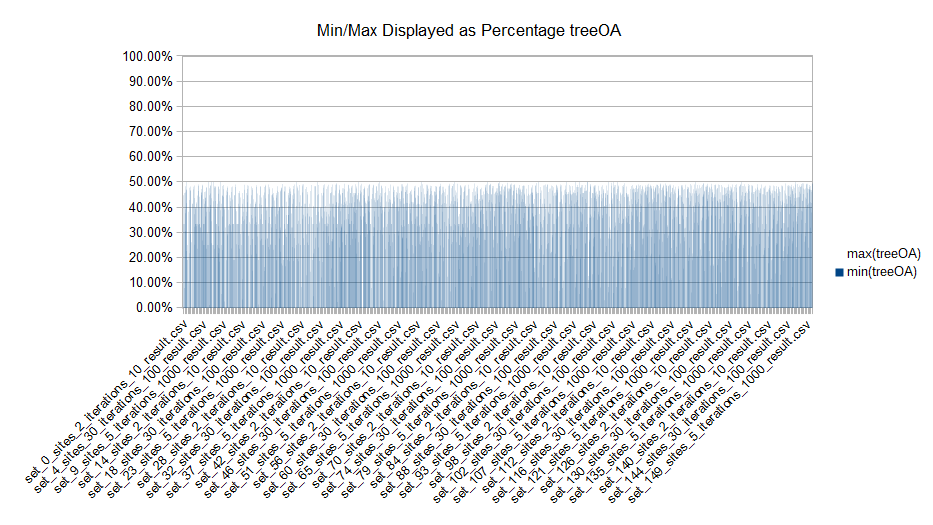 Min/Max Displayed as Percentage treeOA
100.00%
90.00%
80.00%
70.00%
60.00%
50.00%
40.00%
30.00%
20.00%
10.00%
0.00%
max(treeOA)
min(treeOA)
set_0_sites_2_iterations_10_result.csv
set_4_sites_30_iterations_100_result.csv
set_9_sites_5_iterations_1000_result.csv
set_14_sites_2_iterations_10_result.csv
set_18_sites_30_iterations_100_result.csv
set_23_sites_5_iterations_1000_result.csv
set_28_sites_2_iterations_10_result.csv
set_32_sites_30_iterations_100_result.csv
set_37_sites_5_iterations_1000_result.csv
set_42_sites_2_iterations_10_result.csv
set_46_sites_30_iterations_100_result.csv
set_51_sites_5_iterations_1000_result.csv
set_56_sites_2_iterations_10_result.csv
set_60_sites_30_iterations_100_result.csv
set_65_sites_5_iterations_1000_result.csv
set_70_sites_2_iterations_10_result.csv
set_74_sites_30_iterations_100_result.csv
set_79_sites_5_iterations_1000_result.csv
set_84_sites_2_iterations_10_result.csv
set_88_sites_30_iterations_100_result.csv
set_93_sites_5_iterations_1000_result.csv
set_98_sites_2_iterations_10_result.csv
set_102_sites_30_iterations_100_result.csv
set_107_sites_5_iterations_1000_result.csv
set_112_sites_2_iterations_10_result.csv
set_116_sites_30_iterations_100_result.csv
set_121_sites_5_iterations_1000_result.csv
set_126_sites_2_iterations_10_result.csv
set_130_sites_30_iterations_100_result.csv
set_135_sites_5_iterations_1000_result.csv
set_140_sites_2_iterations_10_result.csv
set_144_sites_30_iterations_100_result.csv
set_149_sites_5_iterations_1000_result.csv